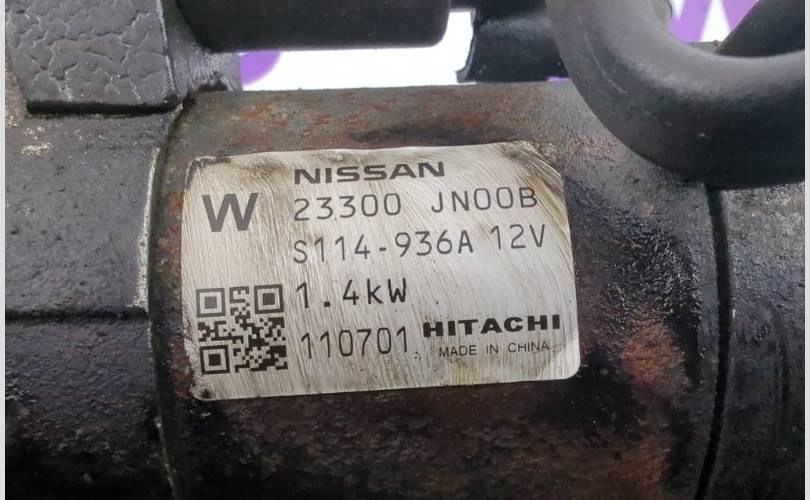 NISSAN
W 23300 JN00B
S114-936A 12V
1.4kW
110701 HITACHI
MADE IN CHINA